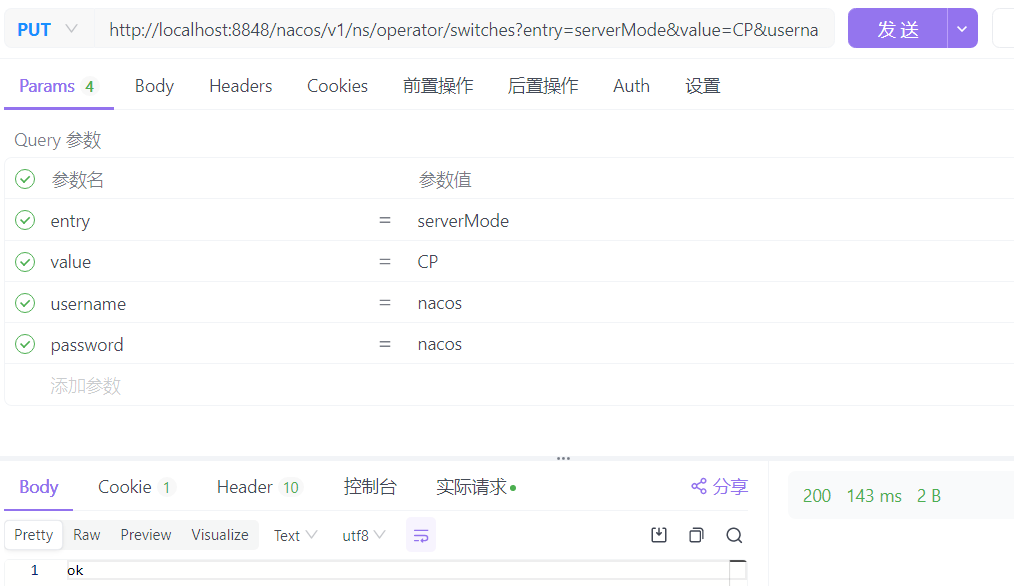 PUT http://localhost:8848/nacos/v1/ns/operator/switches?entry=serverMode&value=CP&userna 发 送
Params 4 Body Headers Cookies 前置操作 后置操作 Auth 设置
Query 参数
参数名 参数值
entry = serverMode
value = CP
username = nacos
password = nacos
添加参数
Body Cookie 1 Header 10 控制台 实际请求 分享 200 143 ms 2 B
Pretty Raw Preview Visualize Text utf8
1 ok